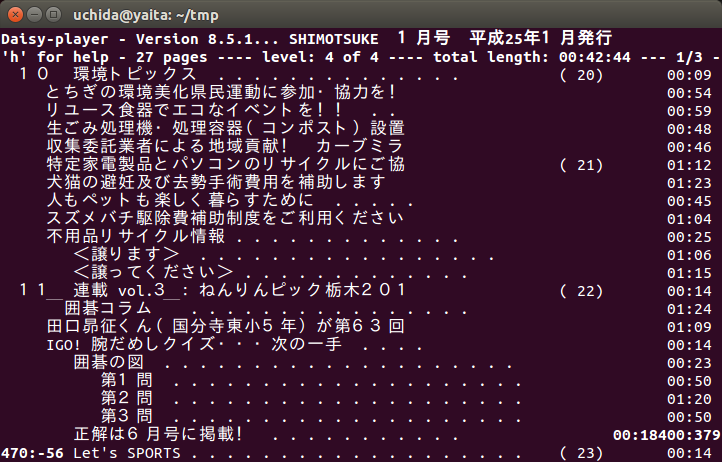 uchida@yaita: ~/tmp
Daisy-player - Version 8.5.1... SHIMOTSUKE １月号　平成25年1月発行
'h' for help - 27 pages ---- level: 4 of 4 ---- total length: 00:42:44 --- 1/3 -
１０　環境トピックス . . . . . . . . . . . . . . ( 20) 00:09
とちぎの環境美化県民運動に参加・協力を！ 00:54
リユース食器でエコなイベントを！！ . . 00:59
生ごみ処理機・処理容器(コンポスト)設置 00:48
収集委託業者による地域貢献！　カーブミラ 00:46
特定家電製品とパソコンのリサイクルにご協 ( 21) 01:12
犬猫の避妊及び去勢手術費用を補助します 01:23
人もペットも楽しく暮らすために . . . . . 00:45
スズメバチ駆除費補助制度をご利用ください 01:04
不用品リサイクル情報 . . . . . . . . . . . . . 00:25
＜譲ります＞ . . . . . . . . . . . . . . . . . 01:06
＜譲ってください＞ . . . . . . . . . . . . . 01:15
１１　連載 vol.３ : ねんりんピック栃木２０１ ( 22) 00:14
囲碁コラム . . . . . . . . . . . . . . . . 01:24
田口昴征くん(国分寺東小５年)が第６３回 01:09
IGO! 腕だめしクイズ・・・次の一手 . . . . 00:14
囲碁の図 . . . . . . . . . . . . . . . . . . . . . 00:23
第１問 . . . . . . . . . . . . . . . . . . . . 00:50
第２問 . . . . . . . . . . . . . . . . . . . . 01:20
第３問 . . . . . . . . . . . . . . . . . . . . 00:50
正解は６月号に掲載！ . . . . . . . . . . . 00:18400:379
470:-56 Let's SPORTS . . . . . . . . . . . . . . . . ( 23) 00:14